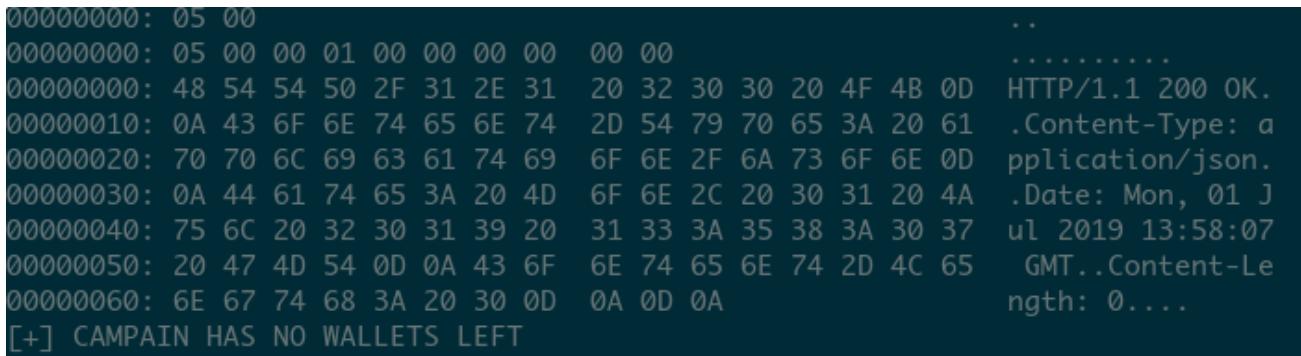 00000000: 05 00                                             ..
00000000: 05 00 00 01 00 00 00 00  00 00                    ..........
00000000: 48 54 54 50 2F 31 2E 31  20 32 30 30 20 4F 4B 0D  HTTP/1.1 200 OK.
00000010: 0A 43 6F 6E 74 65 6E 74  2D 54 79 70 65 3A 20 61  .Content-Type: a
00000020: 70 70 6C 69 63 61 74 69  6F 6E 2F 6A 73 6F 6E 0D  pplication/json.
00000030: 0A 44 61 74 65 3A 20 4D  6F 6E 2C 20 30 31 20 4A  .Date: Mon, 01 J
00000040: 75 6C 20 32 30 31 39 20  31 33 3A 35 38 3A 30 37  ul 2019 13:58:07
00000050: 20 47 4D 54 0D 0A 43 6F  6E 74 65 6E 74 2D 4C 65   GMT..Content-Le
00000060: 6E 67 74 68 3A 20 30 0D  0A 0D 0A                 ngth: 0....
[+] CAMPAIN HAS NO WALLETS LEFT